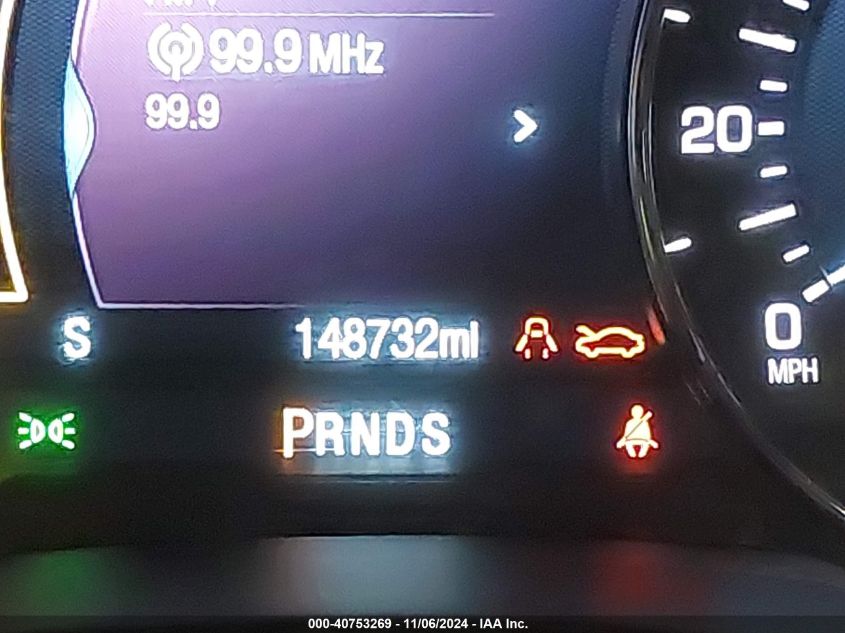 99.9 MHz
99.9
20
S
148732mi
0
MPH
PRNDS
000-40753269 - 11/06/2024 - IAA Inc.